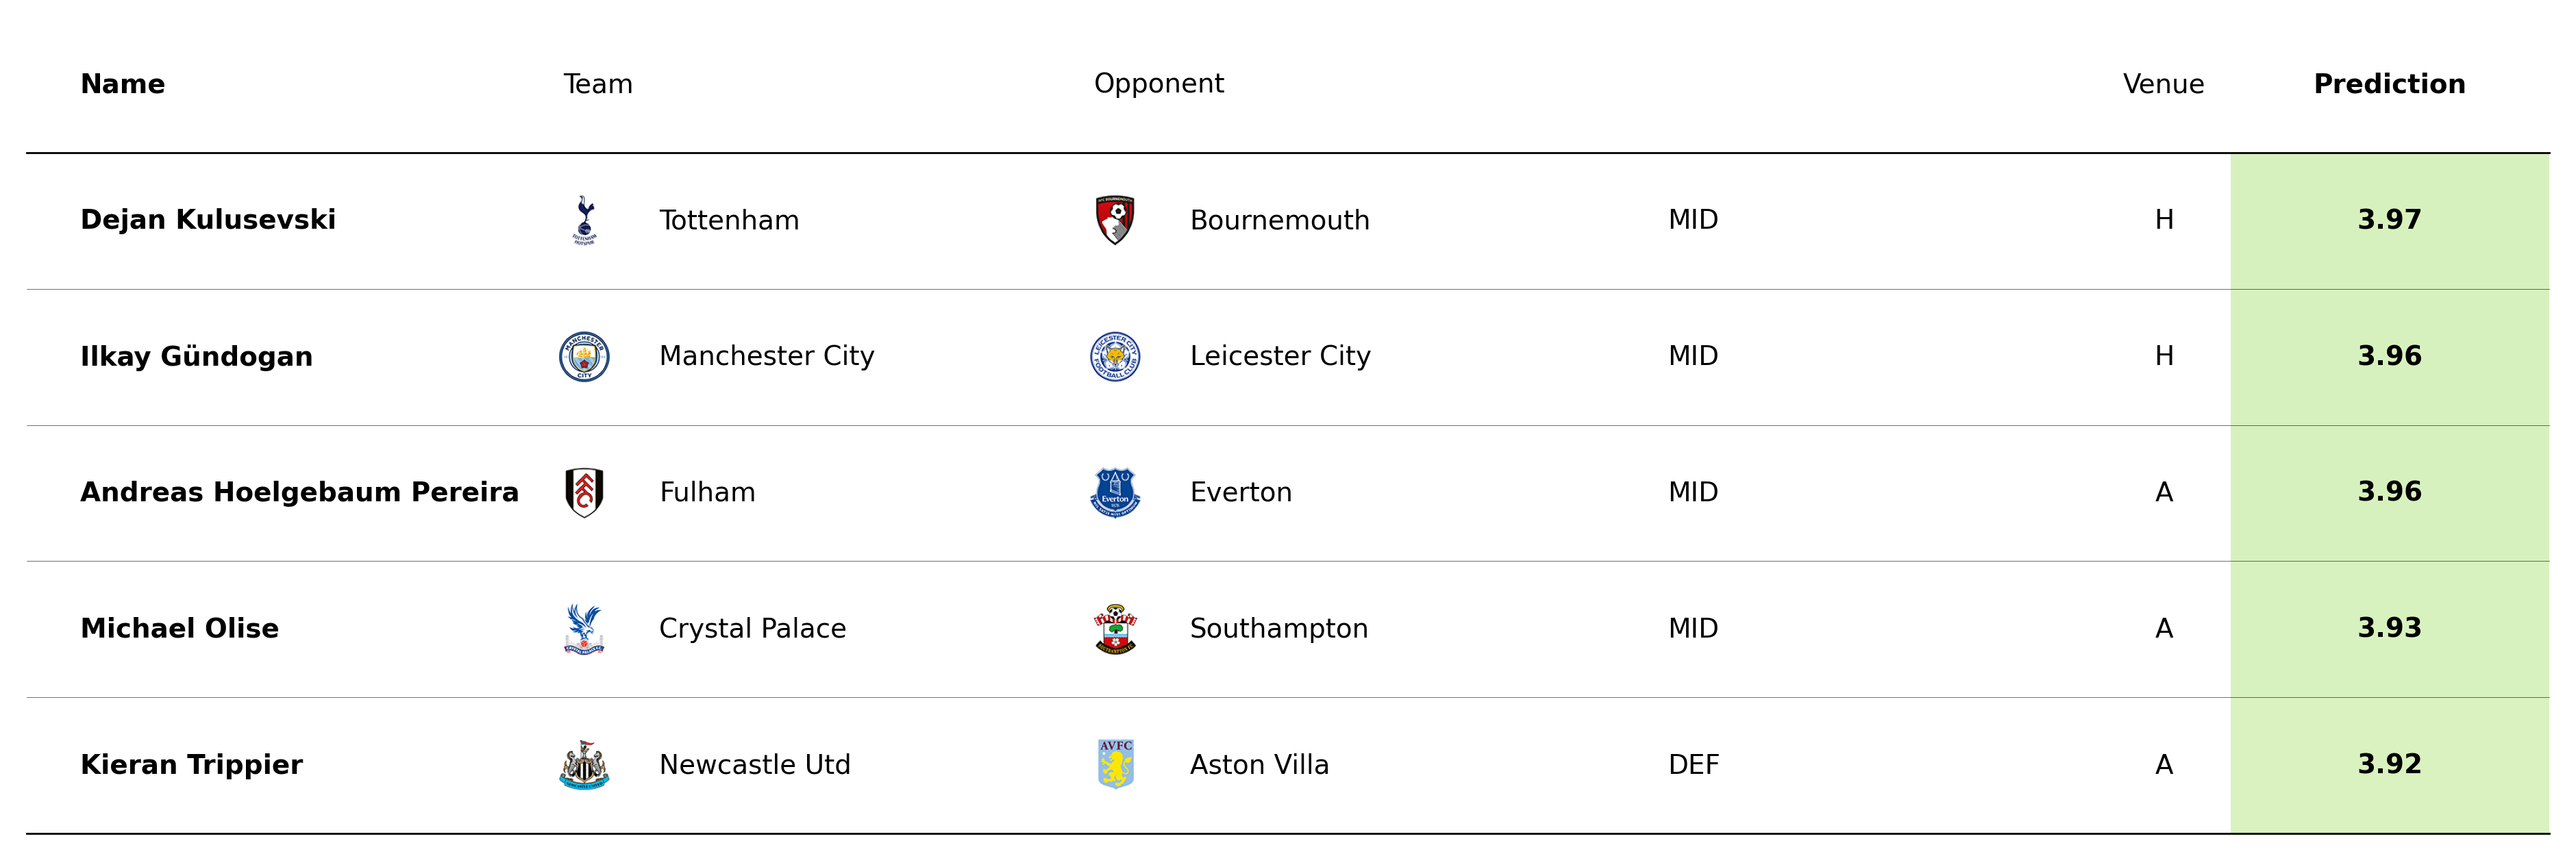 Name Team Opponent Venue Prediction
Dejan Kulusevski Tottenham Bournemouth MID H 3.97
Ilkay Gündogan Manchester City Leicester City MID H 3.96
Andreas Hoelgebaum Pereira Fulham Everton MID A 3.96
Michael Olise Crystal Palace Southampton MID A 3.93
Kieran Trippier Newcastle Utd Aston Villa DEF A 3.92